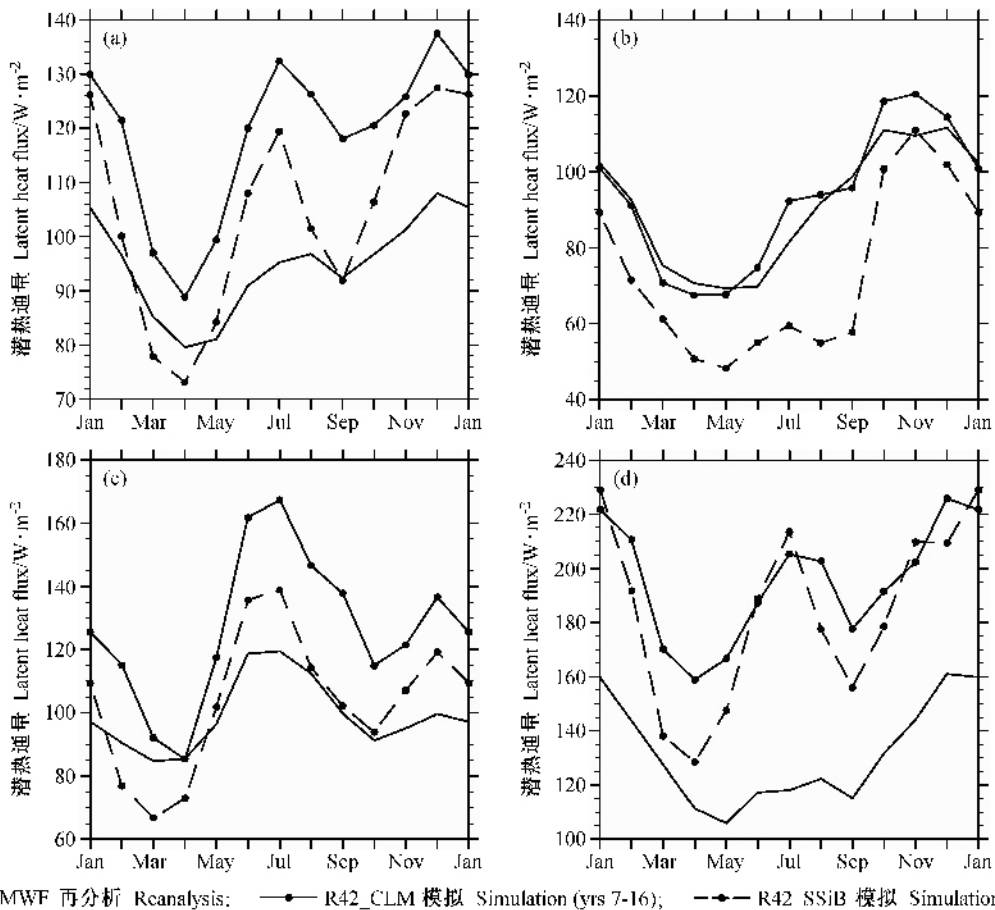 (a)
潜热通量 Latent heat flux/W·m-2
140
130
120
110
100
90
80
70
Jan Mar May Jul Sep Nov Jan
(b)
潜热通量 Latent heat flux/W·m-2
140
120
100
80
60
40
Jan Mar May Jul Sep Nov Jan
(c)
潜热通量 Latent heat flux/W·m-2
180
160
140
120
100
80
60
Jan Mar May Jul Sep Nov Jan
(d)
潜热通量 Latent heat flux/W·m-2
240
220
200
180
160
140
120
100
Jan Mar May Jul Sep Nov Jan
MWF 再分析 Reanalysis; R42_CLM 模拟 Simulation (yrs 7-16); R42 SSiB 模拟 Simulation